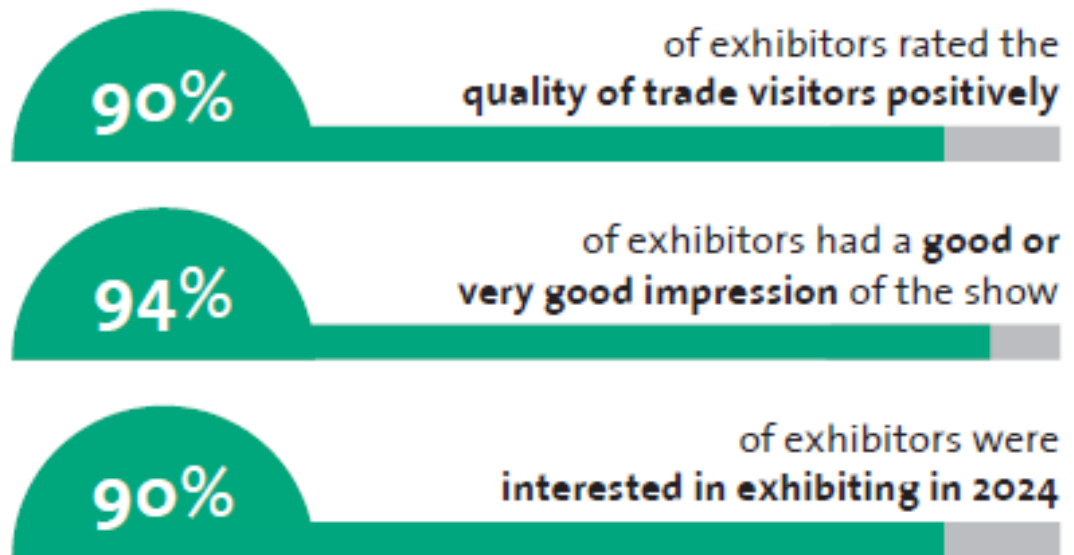 90%
of exhibitors rated the
quality of trade visitors positively
94%
of exhibitors had a good or
very good impression of the show
90%
of exhibitors were
interested in exhibiting in 2024